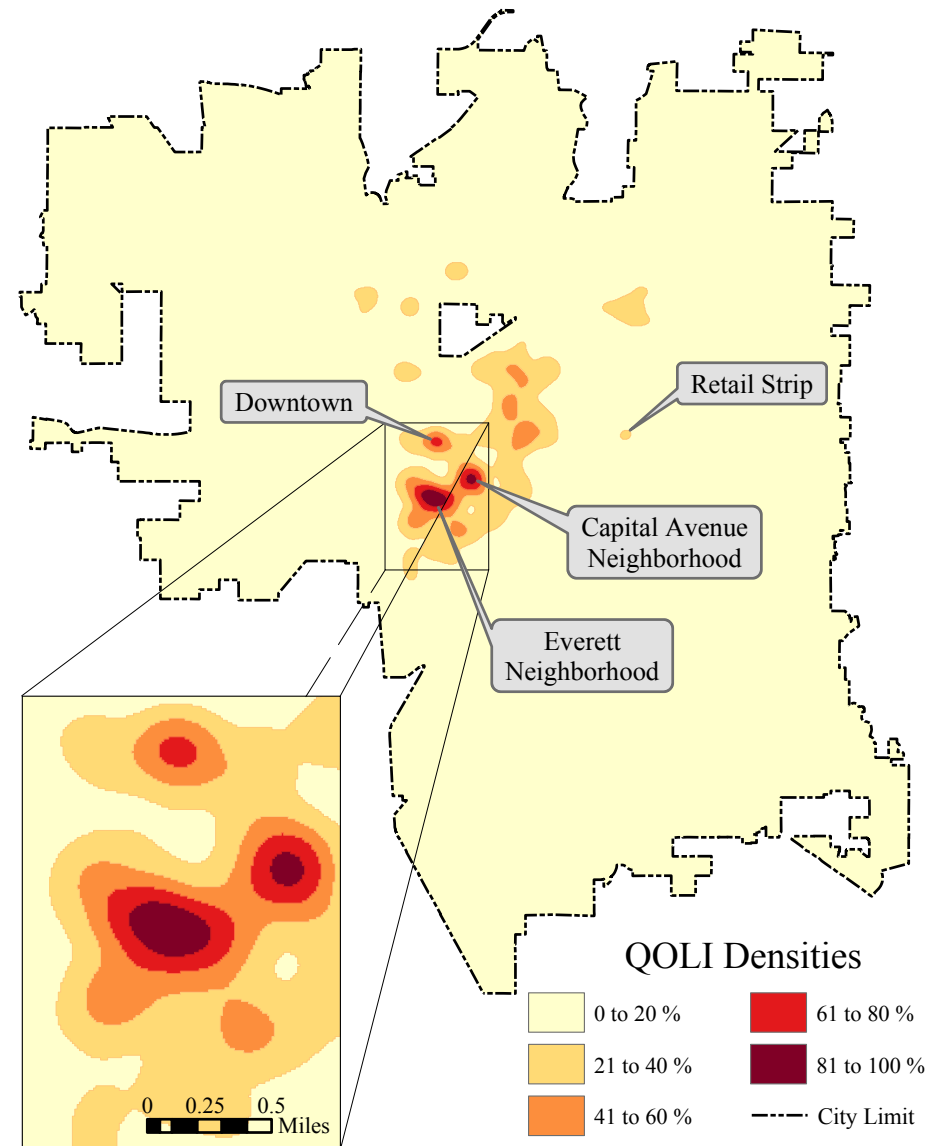 Downtown
Retail Strip
Capital Avenue
Neighborhood
Everett
Neighborhood
0 0.25 0.5
Miles
QOLI Densities
0 to 20 %
21 to 40 %
41 to 60 %
61 to 80 %
81 to 100 %
City Limit